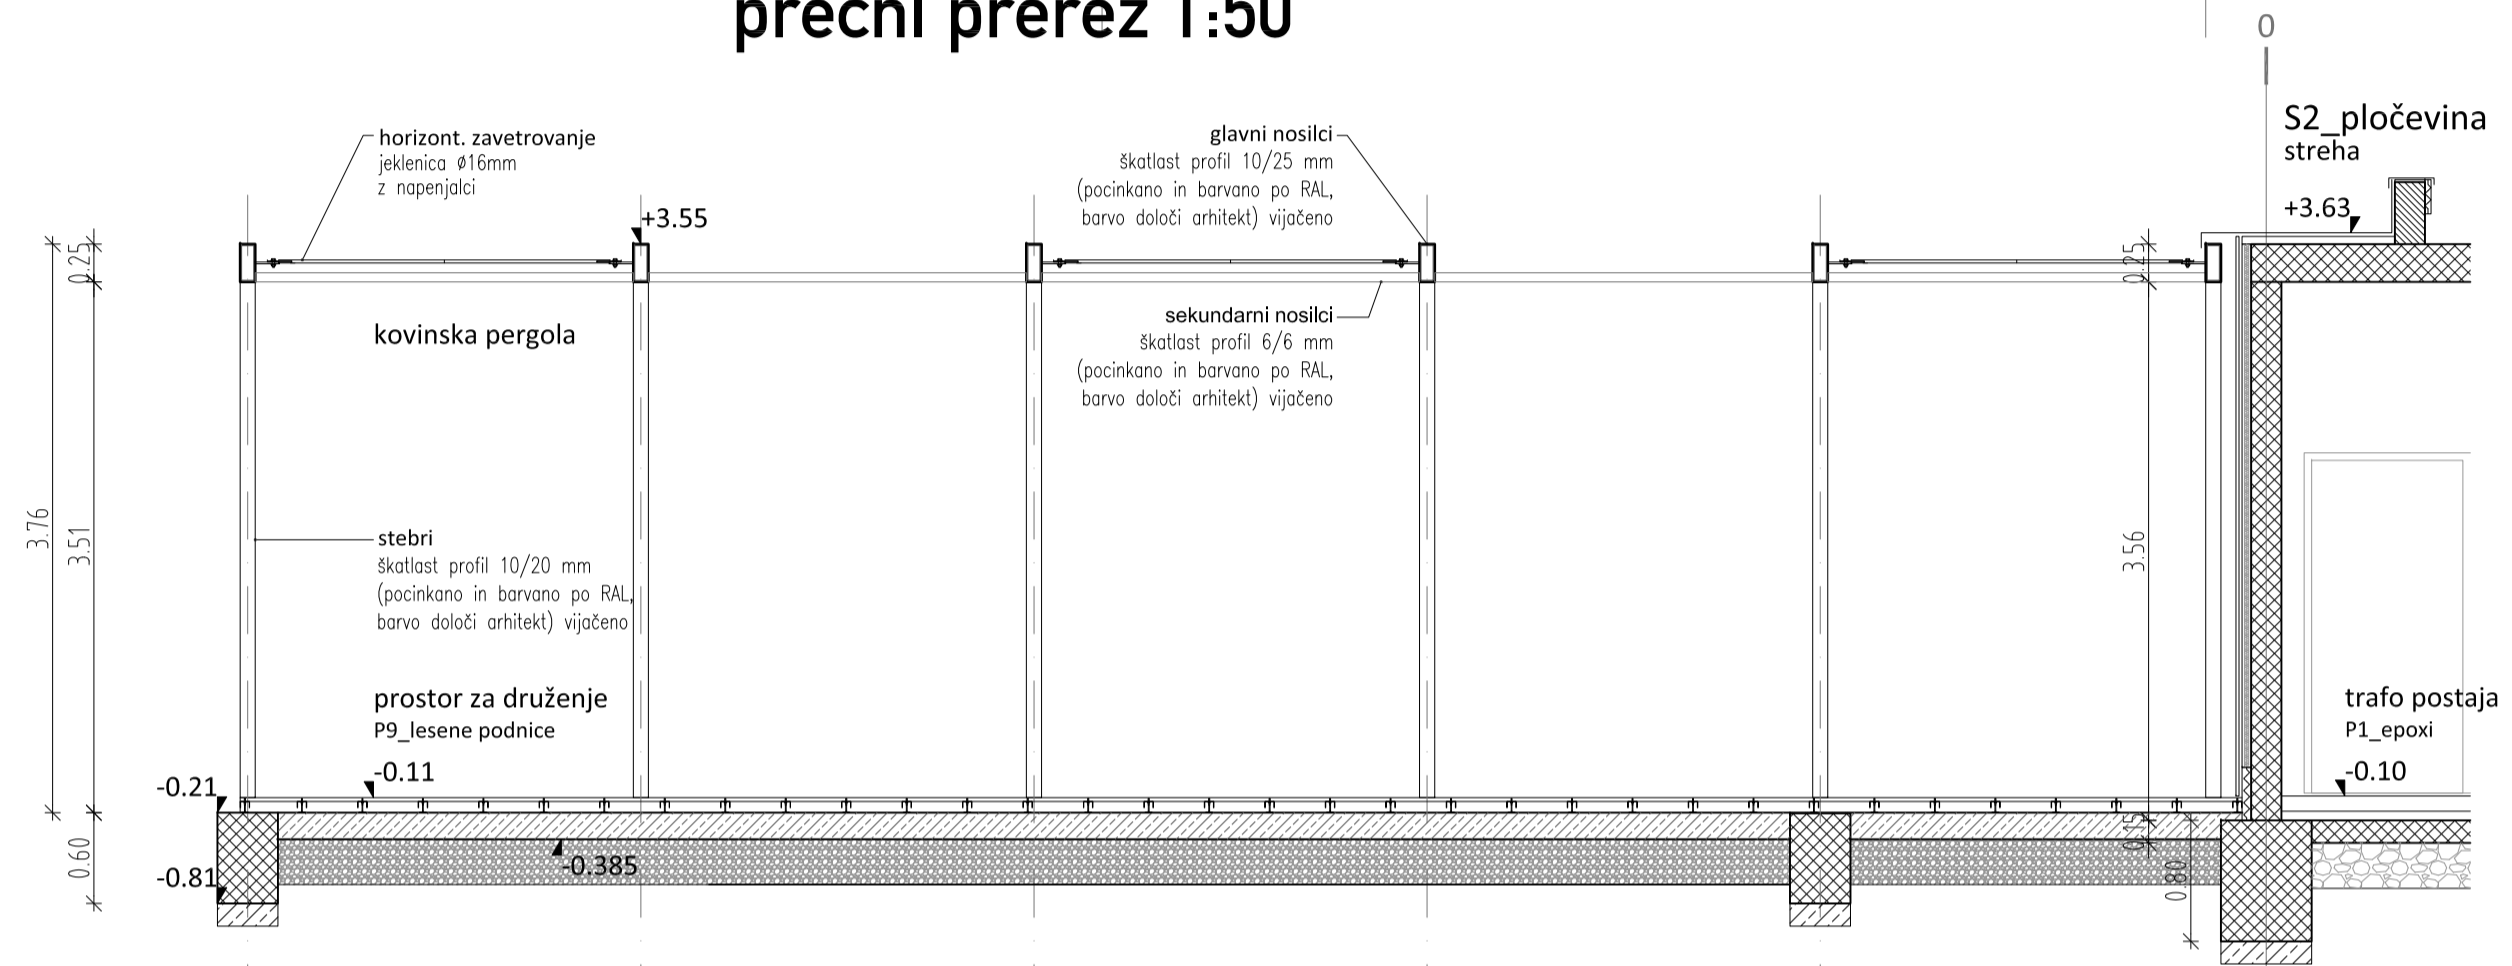 prečni prerez 1:50
0
S2_pločevina
streha
+3.63
horizont. zavetrovanje
jeklenica ø16mm
z napenjalci
+3.55
glavni nosilci
škatlast profil 10/25 mm
(pocinkano in barvano po RAL,
barvo določi arhitekt) vijačeno
0.25
0.25
kovinska pergola
sekundarni nosilci
škatlast profil 6/6 mm
(pocinkano in barvano po RAL,
barvo določi arhitekt) vijačeno
3.76
3.51
3.56
stebri
škatlast profil 10/20 mm
(pocinkano in barvano po RAL,
barvo določi arhitekt) vijačeno
prostor za druženje
P9_lesene podnice
-0.11
trafo postaja
P1_epoxi
-0.10
-0.21
0.15
0.60
-0.385
-0.81
0.80